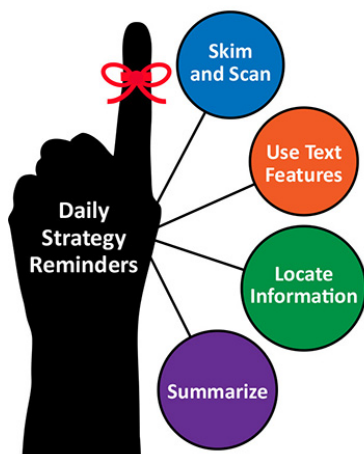 Daily
Strategy
Reminders
Skim
and Scan
Use Text
Features
Locate
Information
Summarize